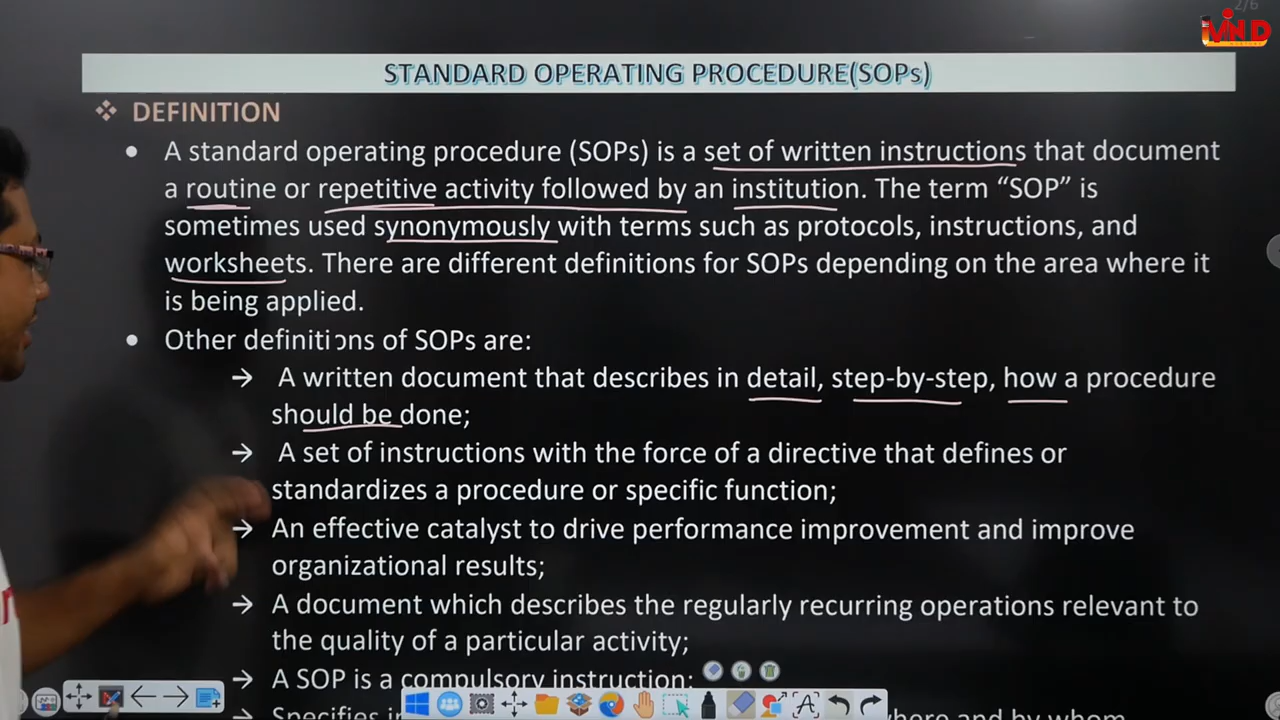 2/6
STANDARD OPERATING PROCEDURE(SOPs)
❖ DEFINITION
• A standard operating procedure (SOPs) is a set of written instructions that document
a routine or repetitive activity followed by an institution. The term “SOP” is
sometimes used synonymously with terms such as protocols, instructions, and
worksheets. There are different definitions for SOPs depending on the area where it
is being applied.
• Other definitions of SOPs are:
→ A written document that describes in detail, step-by-step, how a procedure
should be done;
→ A set of instructions with the force of a directive that defines or
standardizes a procedure or specific function;
→ An effective catalyst to drive performance improvement and improve
organizational results;
→ A document which describes the regularly recurring operations relevant to
the quality of a particular activity;
→ A SOP is a compulsory instruction;
→ Specifies in here and by whom